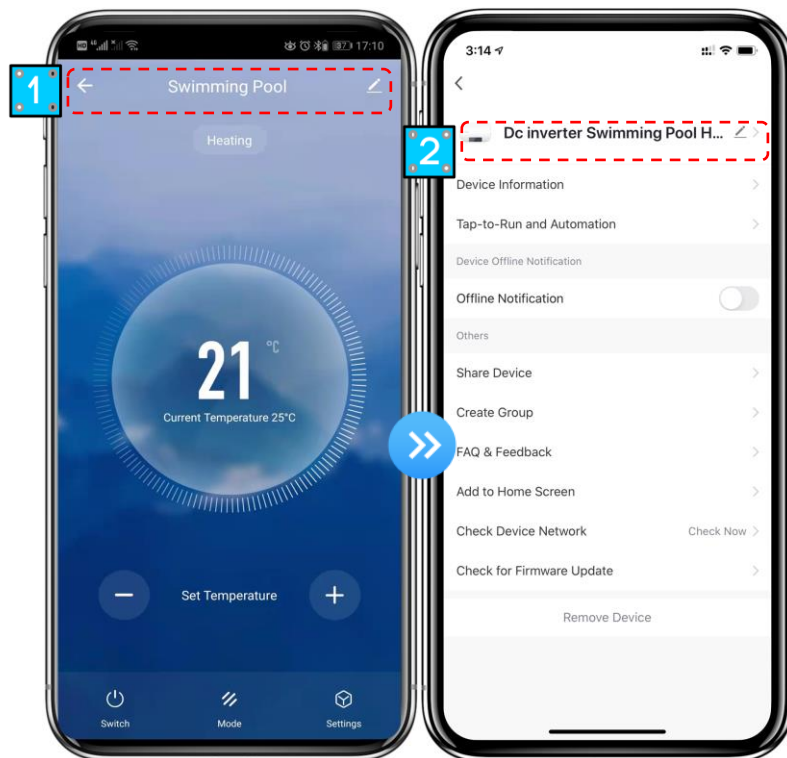 17:10
1
Swimming Pool
Heating
21 °C
Current Temperature 25°C
Set Temperature
Switch
Mode
Settings
3:14
2
Dc inverter Swimming Pool H...
Device Information
Tap-to-Run and Automation
Device Offline Notification
Offline Notification
Others
Share Device
Create Group
FAQ & Feedback
Add to Home Screen
Check Device Network Check Now
Check for Firmware Update
Remove Device